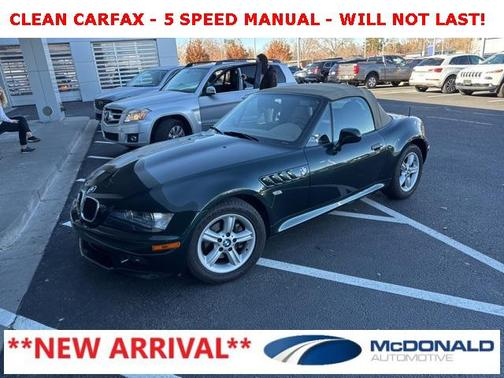 CLEAN CARFAX - 5 SPEED MANUAL - WILL NOT LAST!
**NEW ARRIVAL**
McDONALD
AUTOMOTIVE